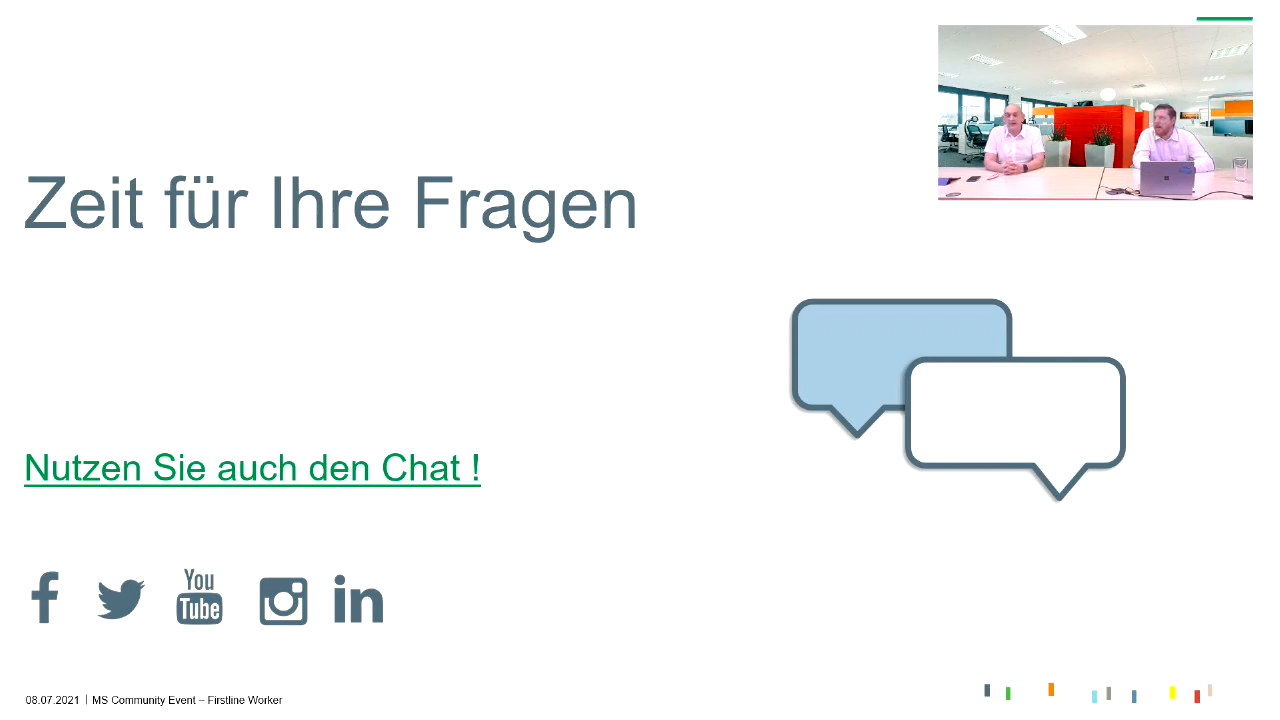 Zeit für Ihre Fragen
Nutzen Sie auch den Chat !
f
You
Tube
in
08.07.2021 | MS Community Event – Firstline Worker